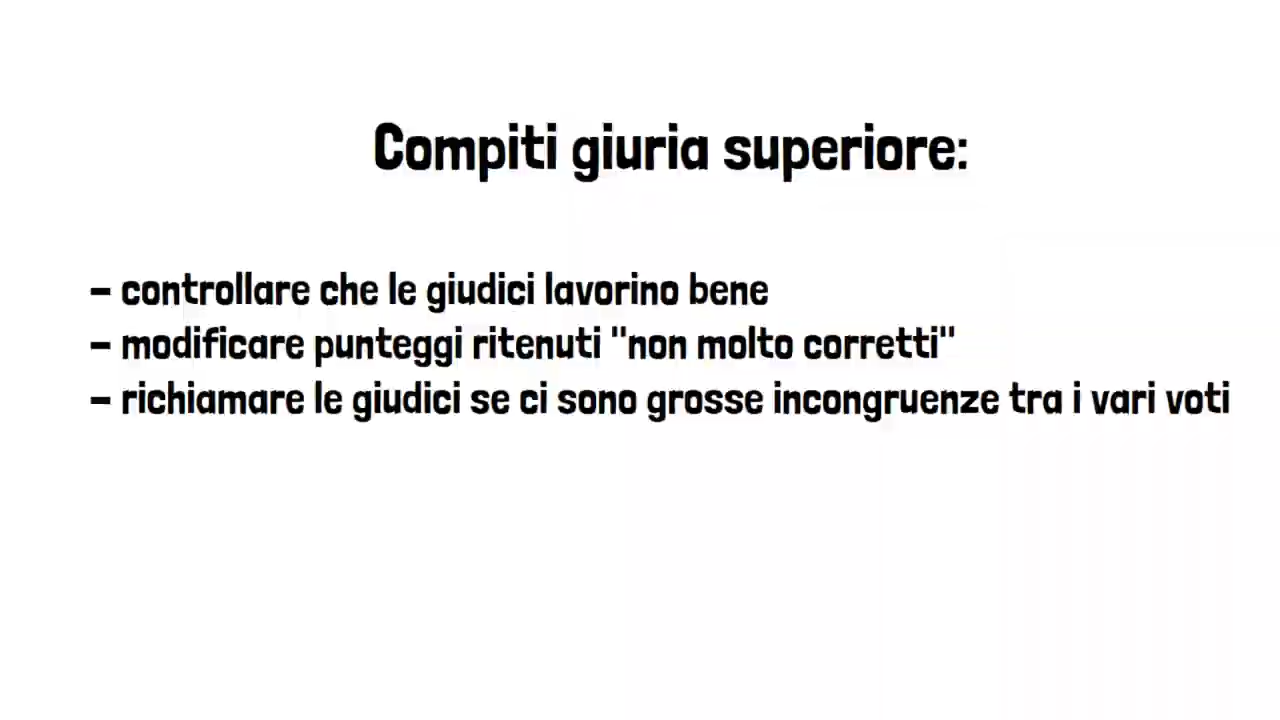 Compiti giuria superiore:
- controllare che le giudici lavorino bene
- modificare punteggi ritenuti "non molto corretti"
- richiamare le giudici se ci sono grosse incongruenze tra i vari voti